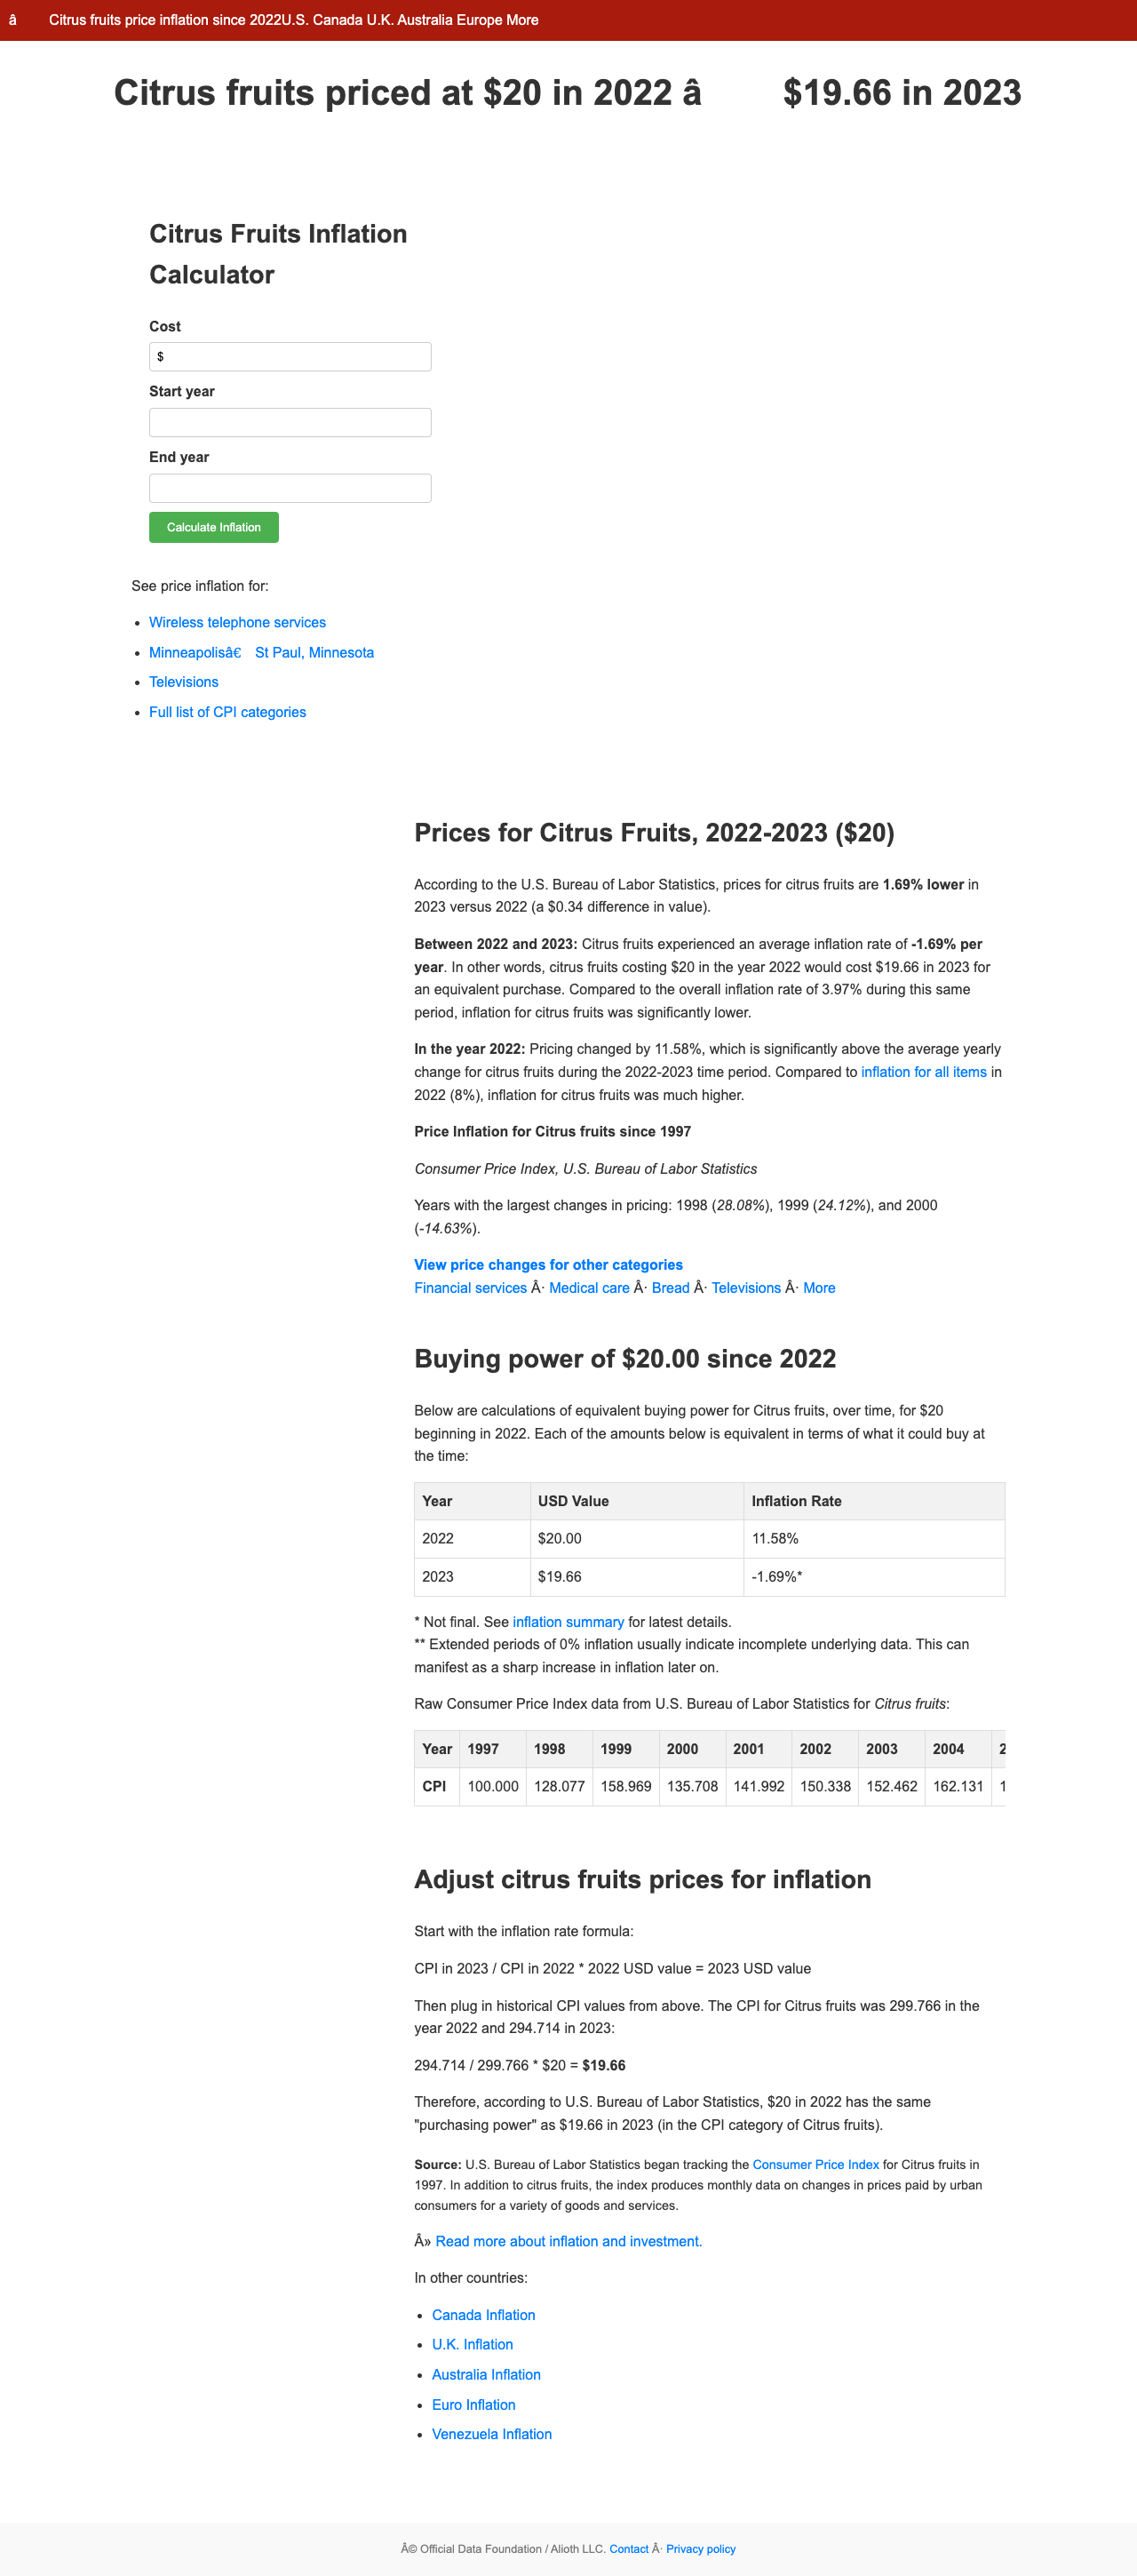 â Citrus fruits price inflation since 2022U.S. Canada U.K. Australia Europe More
Citrus fruits priced at $20 in 2022 â $19.66 in 2023
Citrus Fruits Inflation
Calculator
Cost
$
Start year
End year
Calculate Inflation
See price inflation for:
• Wireless telephone services
• Minneapolisâ€ St Paul, Minnesota
• Televisions
• Full list of CPI categories
Prices for Citrus Fruits, 2022-2023 ($20)
According to the U.S. Bureau of Labor Statistics, prices for citrus fruits are 1.69% lower in
2023 versus 2022 (a $0.34 difference in value).
Between 2022 and 2023: Citrus fruits experienced an average inflation rate of -1.69% per
year. In other words, citrus fruits costing $20 in the year 2022 would cost $19.66 in 2023 for
an equivalent purchase. Compared to the overall inflation rate of 3.97% during this same
period, inflation for citrus fruits was significantly lower.
In the year 2022: Pricing changed by 11.58%, which is significantly above the average yearly
change for citrus fruits during the 2022-2023 time period. Compared to inflation for all items in
2022 (8%), inflation for citrus fruits was much higher.
Price Inflation for Citrus fruits since 1997
Consumer Price Index, U.S. Bureau of Labor Statistics
Years with the largest changes in pricing: 1998 (28.08%), 1999 (24.12%), and 2000
(-14.63%).
View price changes for other categories
Financial services Â· Medical care Â· Bread Â· Televisions Â· More
Buying power of $20.00 since 2022
Below are calculations of equivalent buying power for Citrus fruits, over time, for $20
beginning in 2022. Each of the amounts below is equivalent in terms of what it could buy at
the time:
Year USD Value Inflation Rate
2022 $20.00 11.58%
2023 $19.66 -1.69%*
* Not final. See inflation summary for latest details.
** Extended periods of 0% inflation usually indicate incomplete underlying data. This can
manifest as a sharp increase in inflation later on.
Raw Consumer Price Index data from U.S. Bureau of Labor Statistics for Citrus fruits:
Year 1997 1998 1999 2000 2001 2002 2003 2004
CPI 100.000 128.077 158.969 135.708 141.992 150.338 152.462 162.131
Adjust citrus fruits prices for inflation
Start with the inflation rate formula:
CPI in 2023 / CPI in 2022 * 2022 USD value = 2023 USD value
Then plug in historical CPI values from above. The CPI for Citrus fruits was 299.766 in the
year 2022 and 294.714 in 2023:
294.714 / 299.766 * $20 = $19.66
Therefore, according to U.S. Bureau of Labor Statistics, $20 in 2022 has the same
"purchasing power" as $19.66 in 2023 (in the CPI category of Citrus fruits).
Source: U.S. Bureau of Labor Statistics began tracking the Consumer Price Index for Citrus fruits in
1997. In addition to citrus fruits, the index produces monthly data on changes in prices paid by urban
consumers for a variety of goods and services.
Â» Read more about inflation and investment.
In other countries:
• Canada Inflation
• U.K. Inflation
• Australia Inflation
• Euro Inflation
• Venezuela Inflation
Â© Official Data Foundation / Alioth LLC. Contact Â· Privacy policy